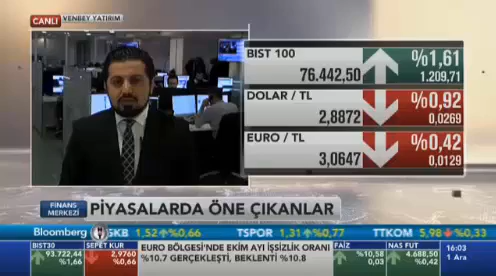 CANLI
VENBEY YATIRIM
BIST 100
76.442,50
%1,61
1.209,71
DOLAR / TL
2,8872
%0,92
0,0269
EURO / TL
3,0647
%0,42
0,0129
FİNANS
MERKEZİ
PİYASALARDA ÖNE ÇIKANLAR
Bloomberg
SKB 1,52 %0,66 TSPOR 1,31 %0,77 TTKOM 5,98 %0,33
BIST30
93.722,44
%1,66
SEPET KUR
2,9760
%0,66
EURO BÖLGESİ'NDE EKİM AYI İŞSİZLİK ORANI
%10.7 GERÇEKLEŞTİ, BEKLENTİ %10.8
FAİZ
%10,58
0,03
NAS FUT
4.688,50
%0,42
16:03
1 Ara